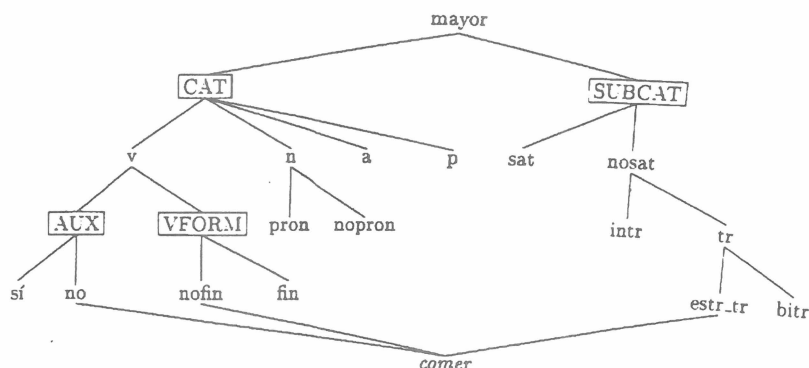 mayor
CAT SUBCAT
v n a p sat nosat
AUX VFORM pron nopron intr tr
sí no nofin fin estr_tr bitr
comer